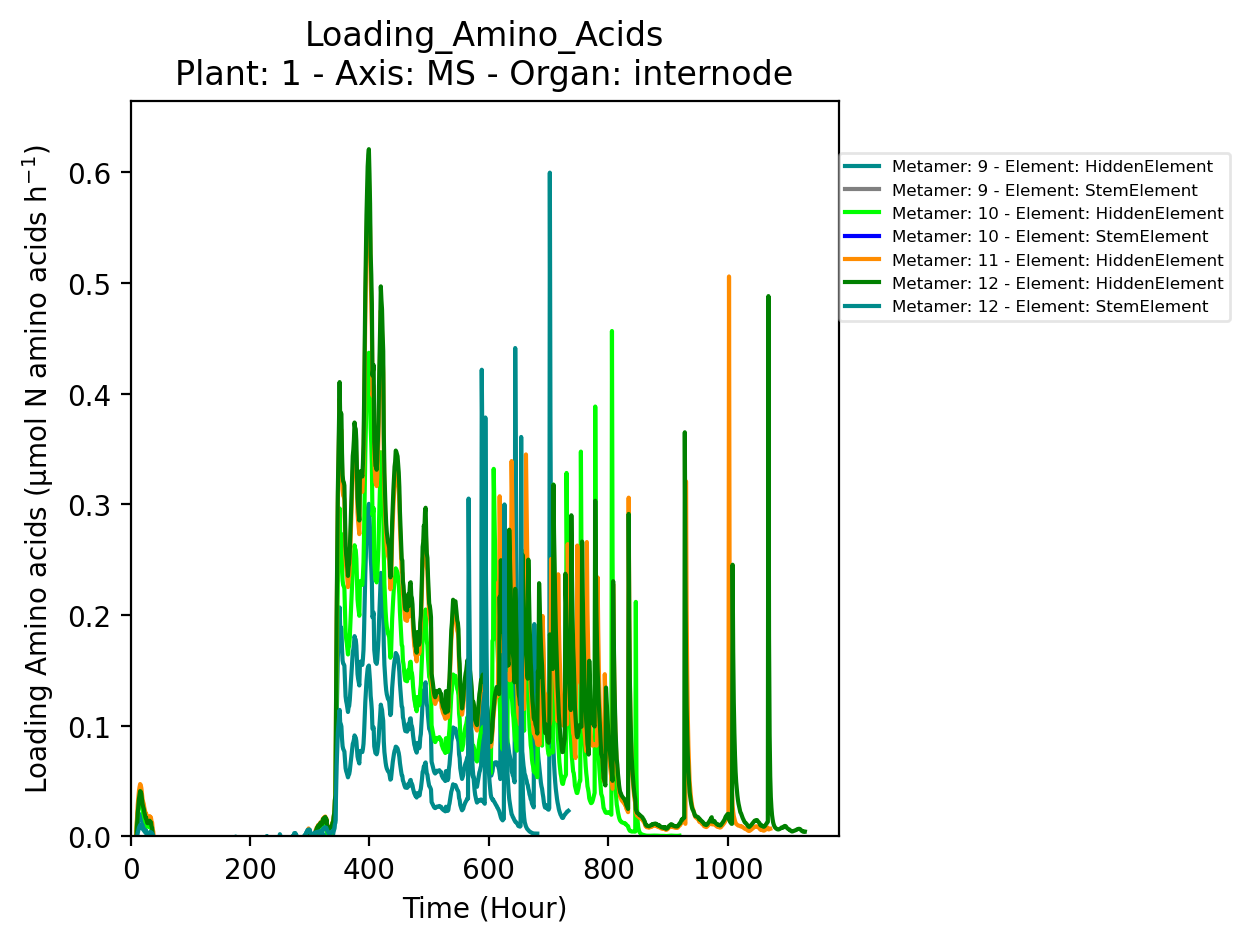 Loading_Amino_Acids
Plant: 1 - Axis: MS - Organ: internode
Loading Amino acids (µmol N amino acids h⁻¹)
0.6
0.5
0.4
0.3
0.2
0.1
0.0
0 200 400 600 800 1000
Time (Hour)
Metamer: 9 - Element: HiddenElement
Metamer: 9 - Element: StemElement
Metamer: 10 - Element: HiddenElement
Metamer: 10 - Element: StemElement
Metamer: 11 - Element: HiddenElement
Metamer: 12 - Element: HiddenElement
Metamer: 12 - Element: StemElement